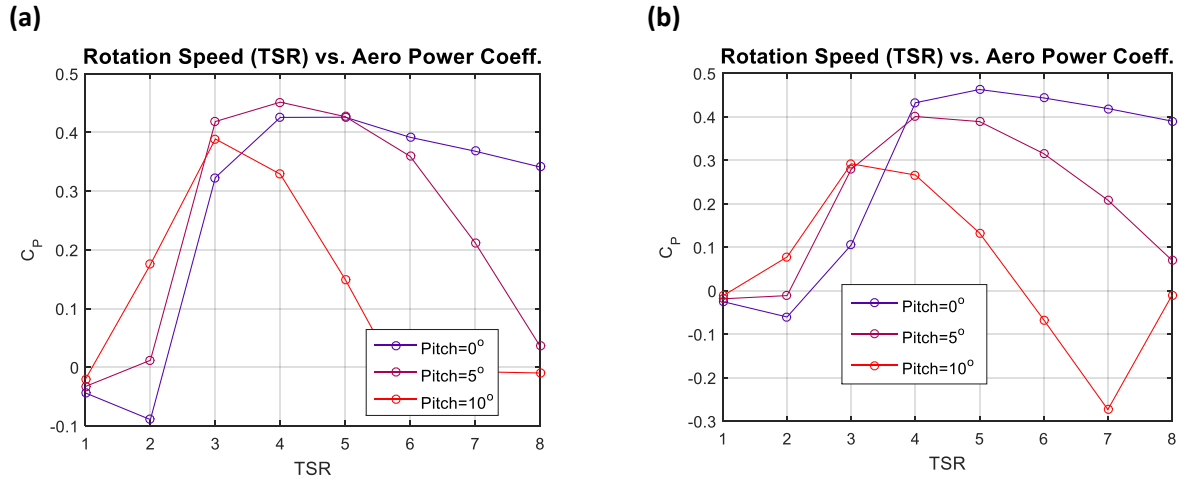 (a)
Rotation Speed (TSR) vs. Aero Power Coeff.
0.5
0.4
0.3
0.2
0.1
0
-0.1
C_P
1 2 3 4 5 6 7 8
TSR
Pitch=0°
Pitch=5°
Pitch=10°
(b)
Rotation Speed (TSR) vs. Aero Power Coeff.
0.5
0.4
0.3
0.2
0.1
0
-0.1
-0.2
-0.3
C_P
1 2 3 4 5 6 7 8
TSR
Pitch=0°
Pitch=5°
Pitch=10°